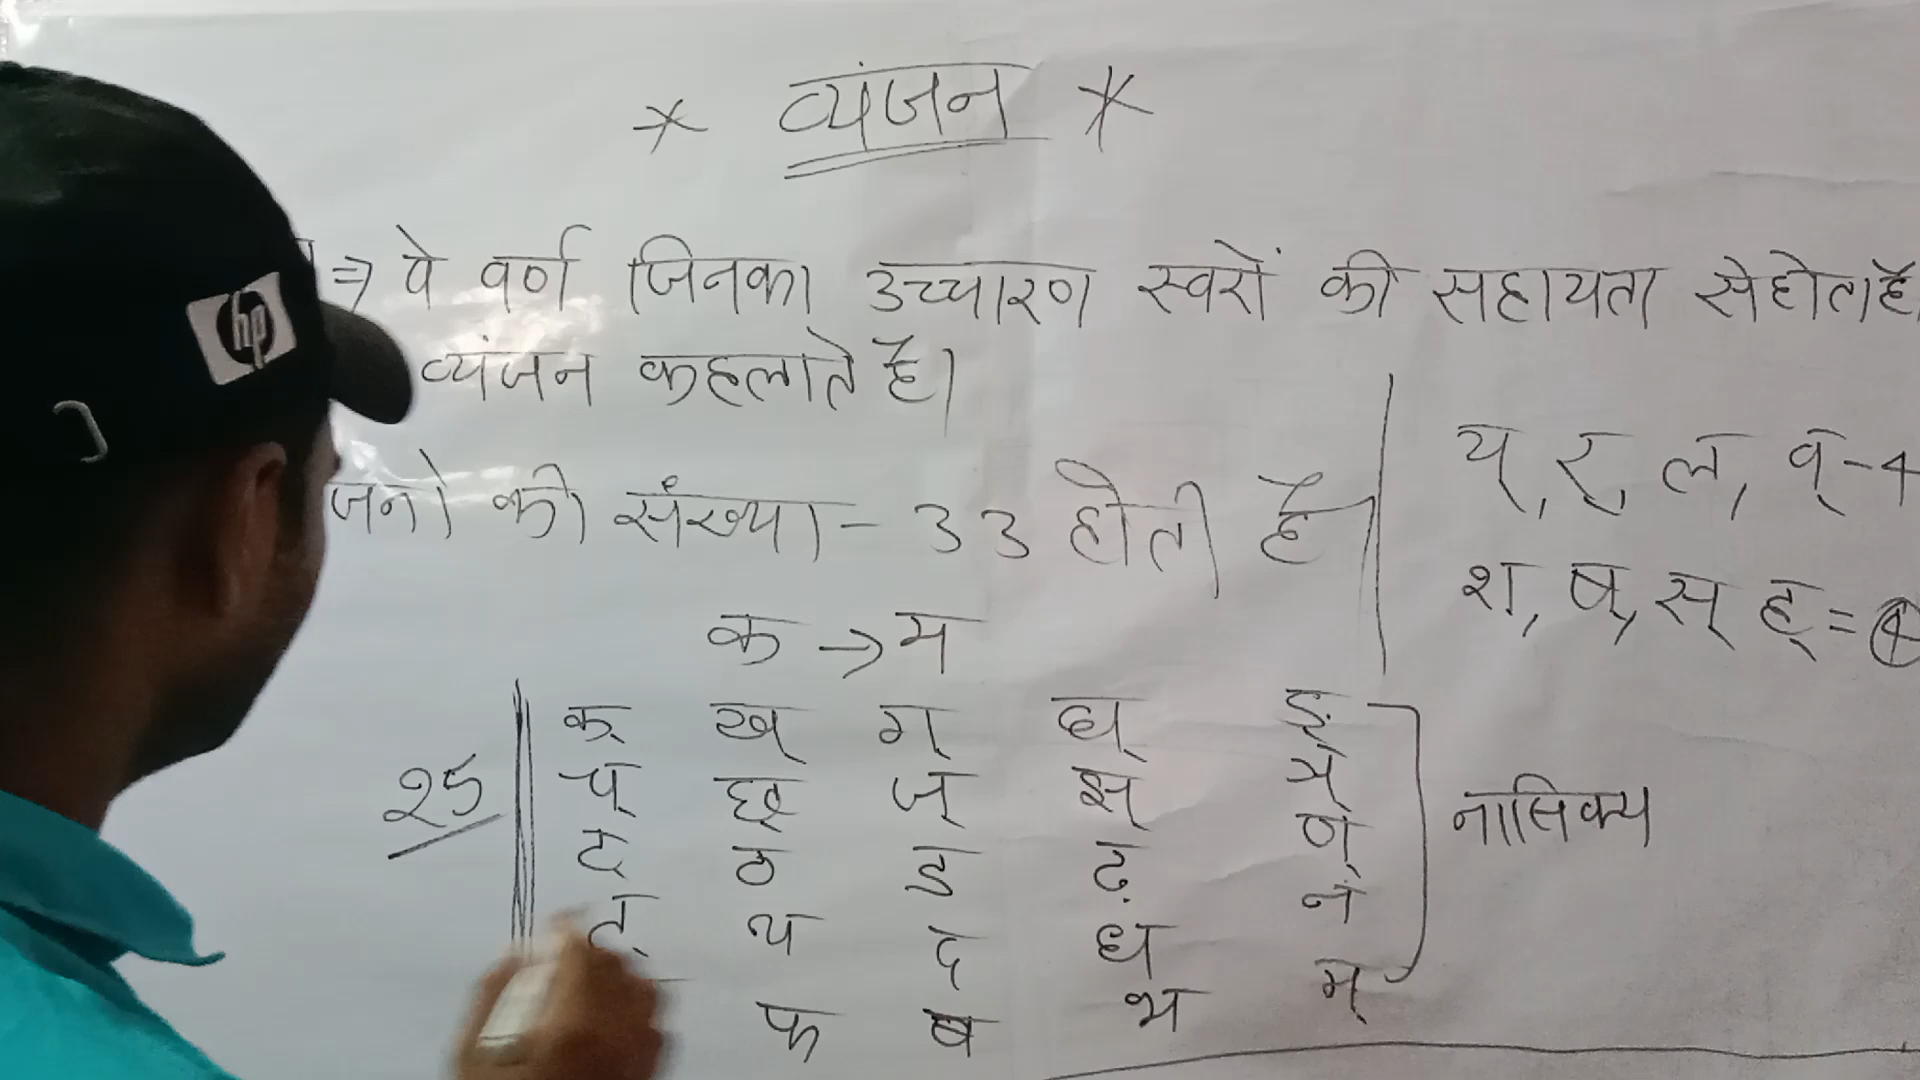 * व्यंजन *
⇒ वे वर्ण जिनका उच्चारण स्वरों की सहायता से होता है
व्यंजन कहलाते है।
जनो की संख्या - 33 होती है
य्, र्, ल्, व् - 4
श्, ष्, स् ह् = 4
क → म
क् ख् ग् घ् ङ्
च् छ् ज् झ् ञ्
ट ठ ड ढ़ ण्
त् थ द ध न
फ ब भ म्
25
नासिक्य
hp